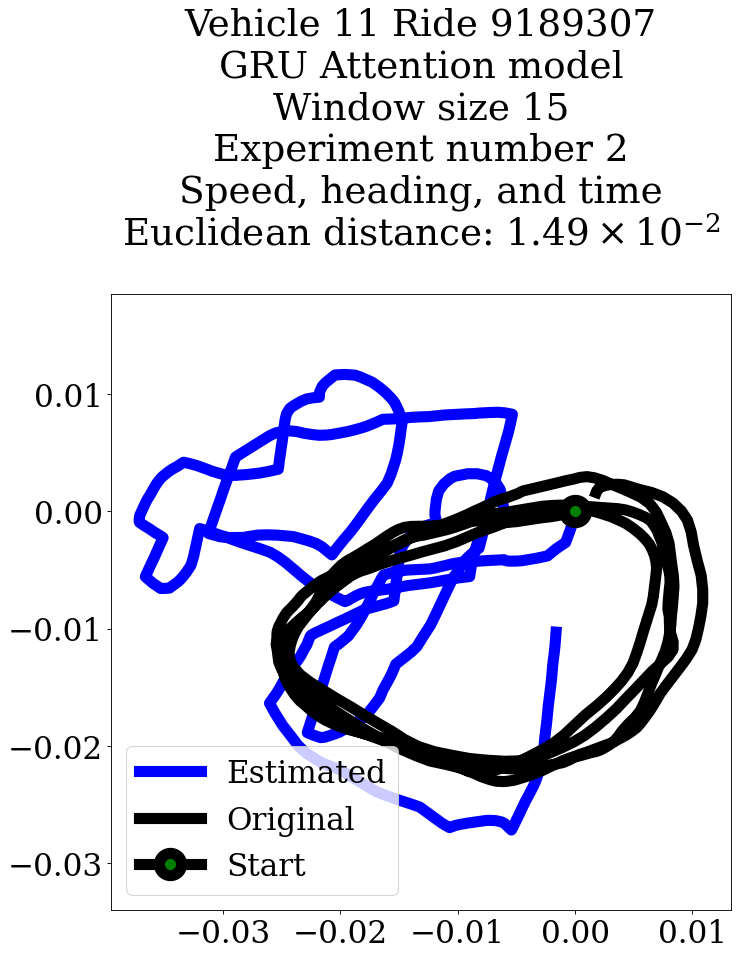 Vehicle 11 Ride 9189307
GRU Attention model
Window size 15
Experiment number 2
Speed, heading, and time
Euclidean distance: 1.49 × 10⁻²
0.01
0.00
−0.01
−0.02
−0.03
Estimated
Original
Start
−0.03 −0.02 −0.01 0.00 0.01